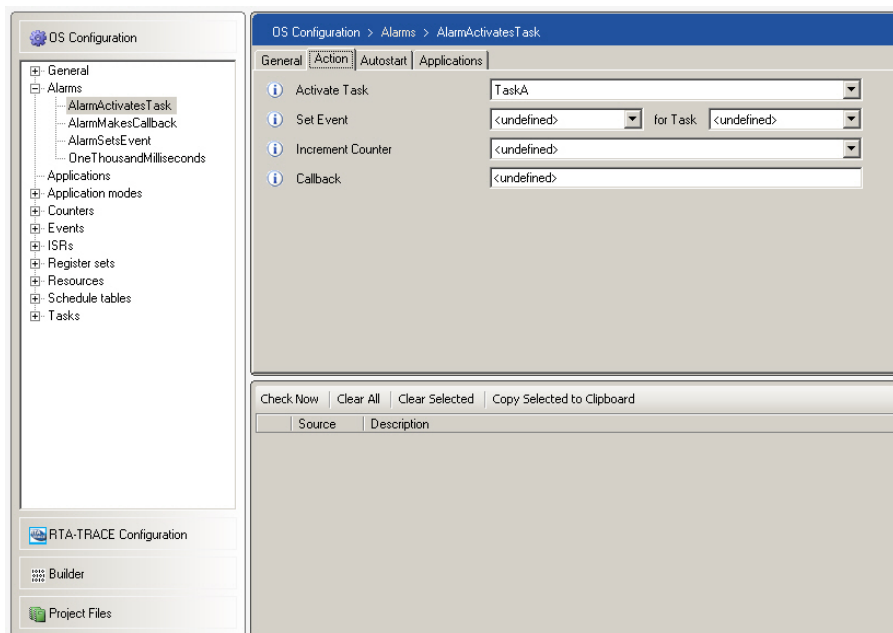 OS Configuration
General
Alarms
AlarmActivatesTask
AlarmMakesCallback
AlarmSetsEvent
OneThousandMilliseconds
Applications
Application modes
Counters
Events
ISRs
Register sets
Resources
Schedule tables
Tasks
RTA-TRACE Configuration
Builder
Project Files
OS Configuration > Alarms > AlarmActivatesTask
General Action Autostart Applications
Activate Task TaskA
Set Event <undefined> for Task <undefined>
Increment Counter <undefined>
Callback <undefined>
Check Now Clear All Clear Selected Copy Selected to Clipboard
Source Description